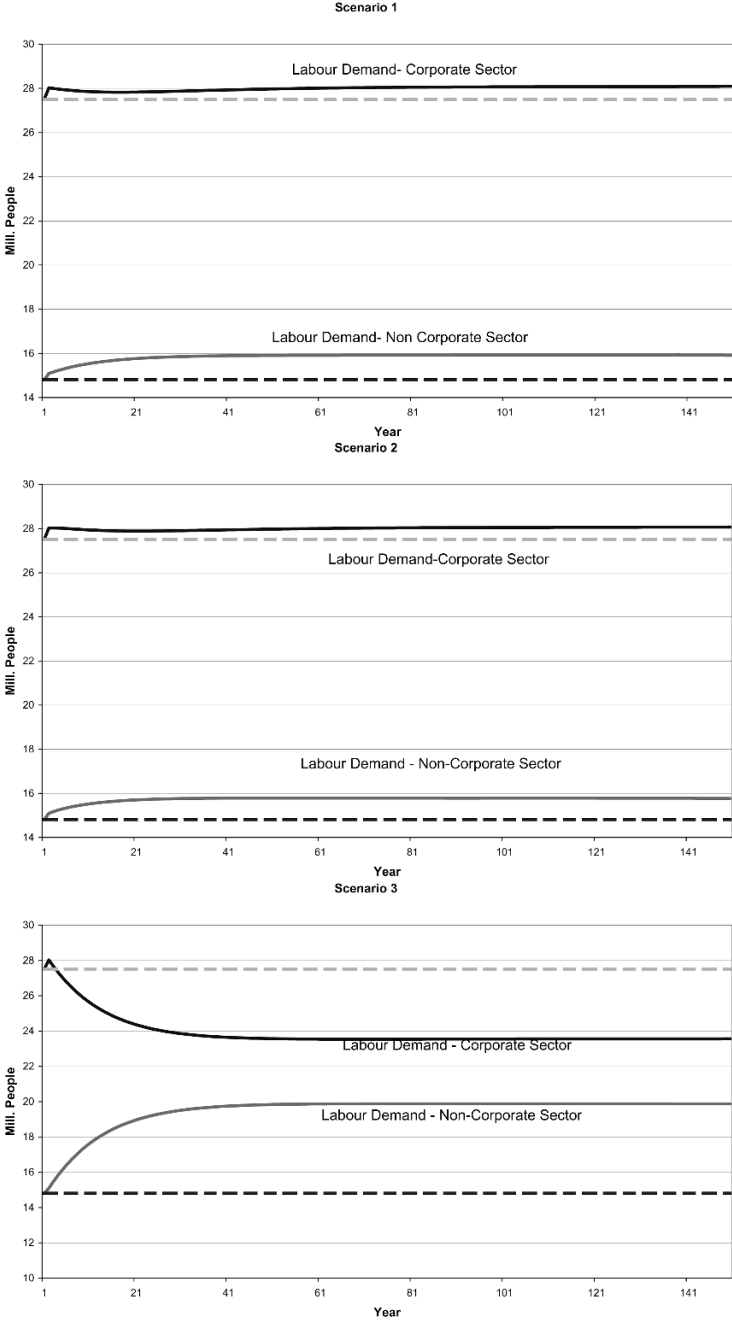 Scenario 1
30
Labour Demand- Corporate Sector
28
26
24
22
Mill. People
20
18
Labour Demand- Non Corporate Sector
16
14
1 21 41 61 81 101 121 141
Year
Scenario 2
30
28
Labour Demand-Corporate Sector
26
24
22
Mill. People
20
18
Labour Demand - Non-Corporate Sector
16
14
1 21 41 61 81 101 121 141
Year
Scenario 3
30
28
26
24
Labour Demand - Corporate Sector
22
Mill. People
20
Labour Demand - Non-Corporate Sector
18
16
14
12
10
1 21 41 61 81 101 121 141
Year